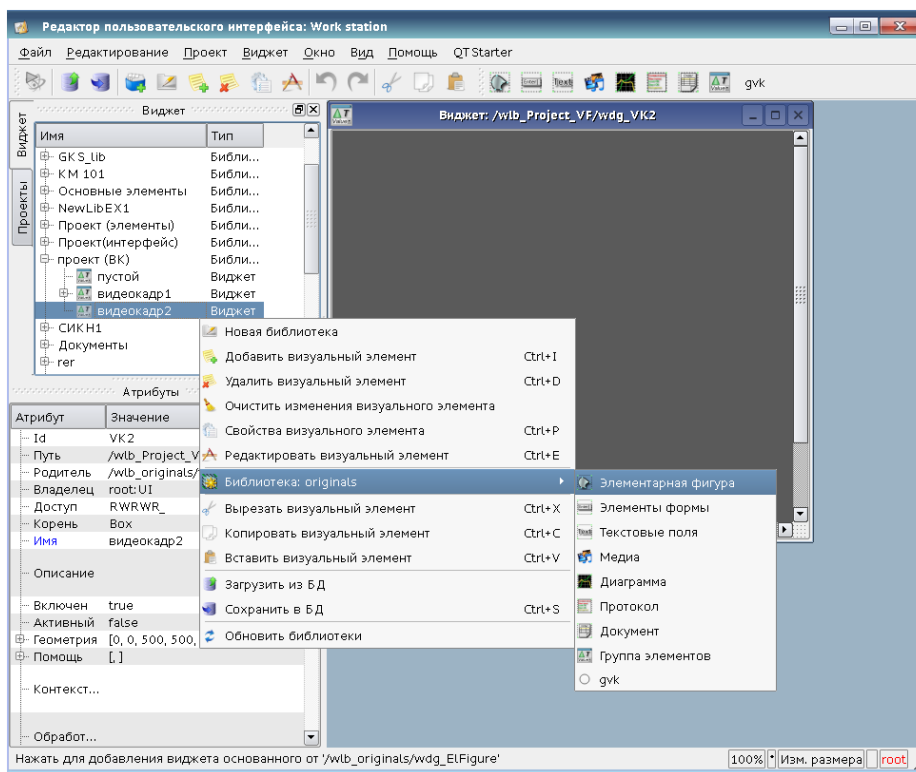 Редактор пользовательского интерфейса: Work station
Файл Редактирование Проект Виджет Окно Вид Помощь QTStarter
gvk
Виджет
Проекты
Виджет
Имя Тип
GKS_lib Библи...
KM 101 Библи...
Основные элементы Библи...
NewLibEX1 Библи...
Проект (элементы) Библи...
Проект(интерфейс) Библи...
проект (ВК) Библи...
пустой Виджет
видеокадр1 Виджет
видеокадр2 Виджет
СИКН1
Документы
rer
Атрибуты
Атрибут Значение
Id VK2
Путь /wlb_Project_V
Родитель /wlb_originals/
Владелец root:UI
Доступ RWRWR_
Корень Box
Имя видеокадр2
Описание
Включен true
Активный false
Геометрия [0, 0, 500, 500,
Помощь [, ]
Контекст...
Обработ...
Виджет: /wlb_Project_VF/wdg_VK2
Новая библиотека
Добавить визуальный элемент Ctrl+I
Удалить визуальный элемент Ctrl+D
Очистить изменения визуального элемента
Свойства визуального элемента Ctrl+P
Редактировать визуальный элемент Ctrl+E
Библиотека: originals
Вырезать визуальный элемент Ctrl+X
Копировать визуальный элемент Ctrl+C
Вставить визуальный элемент Ctrl+V
Загрузить из БД
Сохранить в БД Ctrl+S
Обновить библиотеки
Элементарная фигура
Элементы формы
Текстовые поля
Медиа
Диаграмма
Протокол
Документ
Группа элементов
gvk
Нажать для добавления виджета основанного от '/wlb_originals/wdg_ElFigure'
100% * Изм. размера root